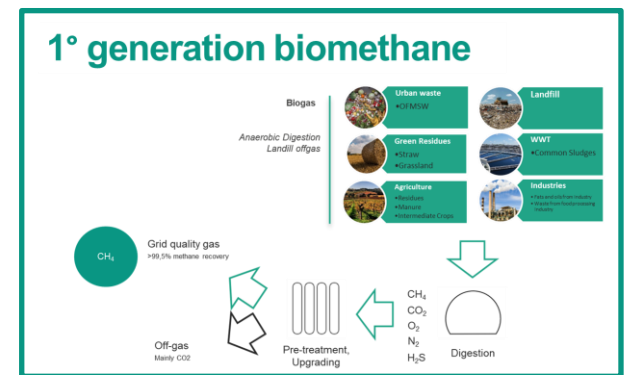 1° generation biomethane
Biogas
Anaerobic Digestion
Landill offgas
Urban waste
•OFMSW
Landfill
Green Residues
•Straw
•Grassland
WWT
•Common Sludges
Agriculture
•Residues
•Manure
•Intermediate Crops
Industries
industry
CH₄
Grid quality gas
>99,5% methane recovery
Off-gas
Mainly CO2
Pre-treatment,
Upgrading
CH₄
CO₂
O₂
N₂
H₂S
Digestion